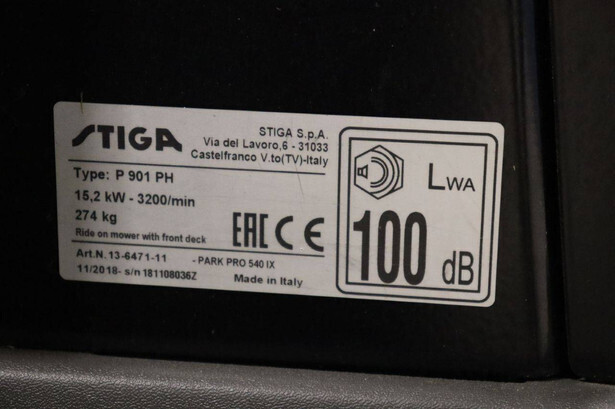 STIGA
STIGA S.p.A.
Via del Lavoro,6 - 31033
Castelfranco V.to(TV)-Italy
Type: P 901 PH
15,2 kW - 3200/min
274 kg
Ride on mower with front deck
EAC CE
Art.N. 13-6471-11 - PARK PRO 540 IX
11/2018- s/n 181108036Z Made in Italy
LWA
100 dB